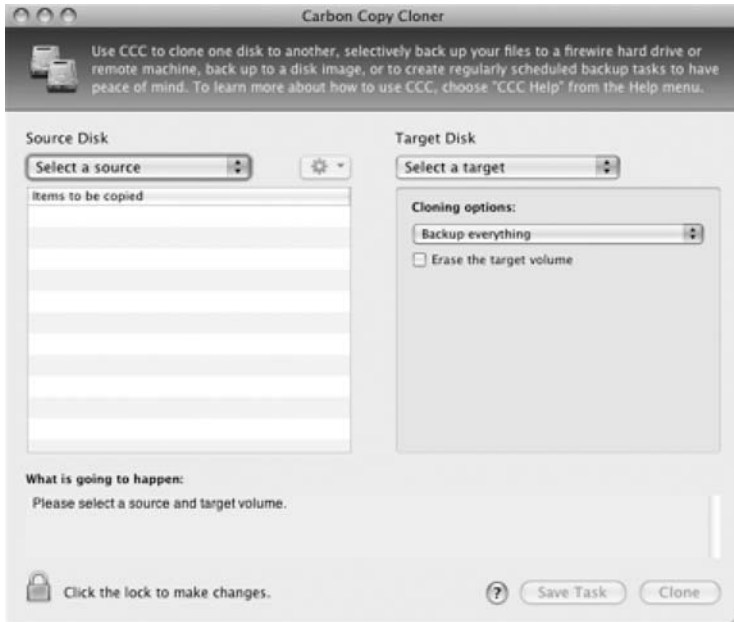 Carbon Copy Cloner
Use CCC to clone one disk to another, selectively back up your files to a firewire hard drive or
remote machine, back up to a disk image, or to create regularly scheduled backup tasks to have
peace of mind. To learn more about how to use CCC, choose "CCC Help" from the Help menu.
Source Disk
Select a source
Items to be copied
Target Disk
Select a target
Cloning options:
Backup everything
Erase the target volume
What is going to happen:
Please select a source and target volume.
Click the lock to make changes.
?
Save Task
Clone